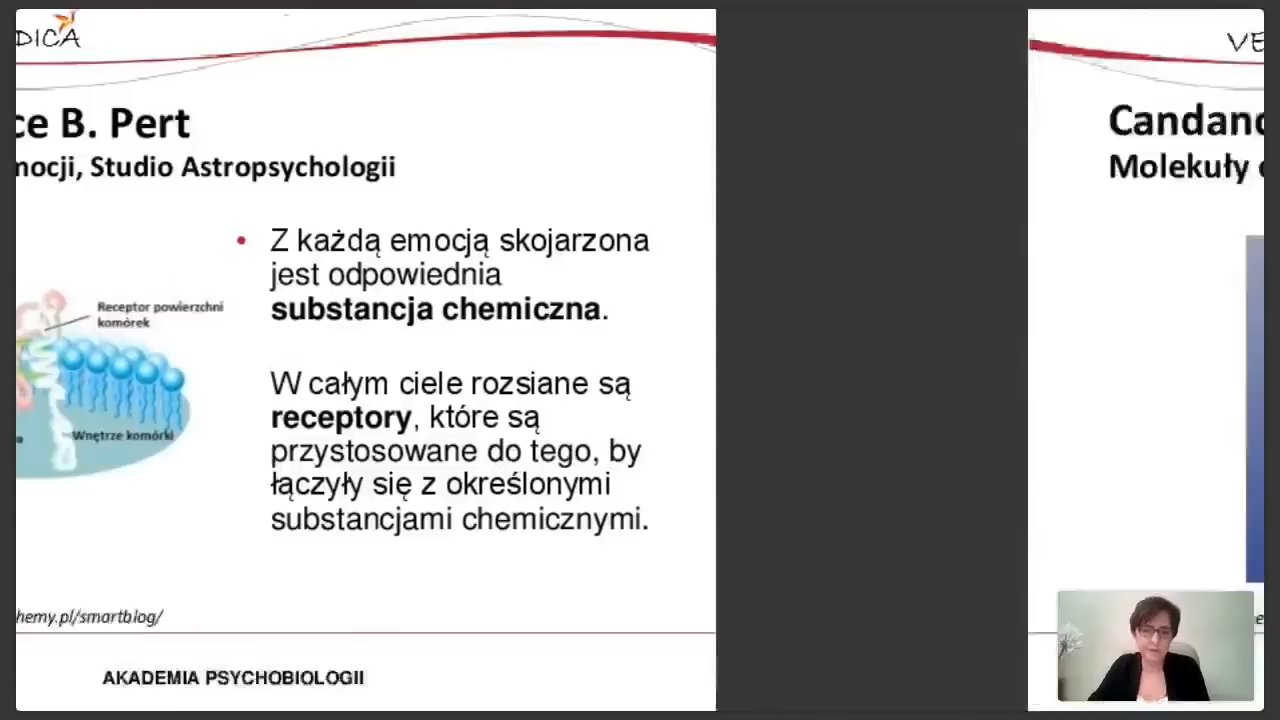 DICA
ce B. Pert
mocji, Studio Astropsychologii
• Z każdą emocją skojarzona
jest odpowiednia
substancja chemiczna.
W całym ciele rozsiane są
receptory, które są
przystosowane do tego, by
łączyły się z określonymi
substancjami chemicznymi.
Receptor powierzchni
komórek
Wnętrze komórki
hemy.pl/smartblog/
AKADEMIA PSYCHOBIOLOGII
VE
Candanc
Molekuły